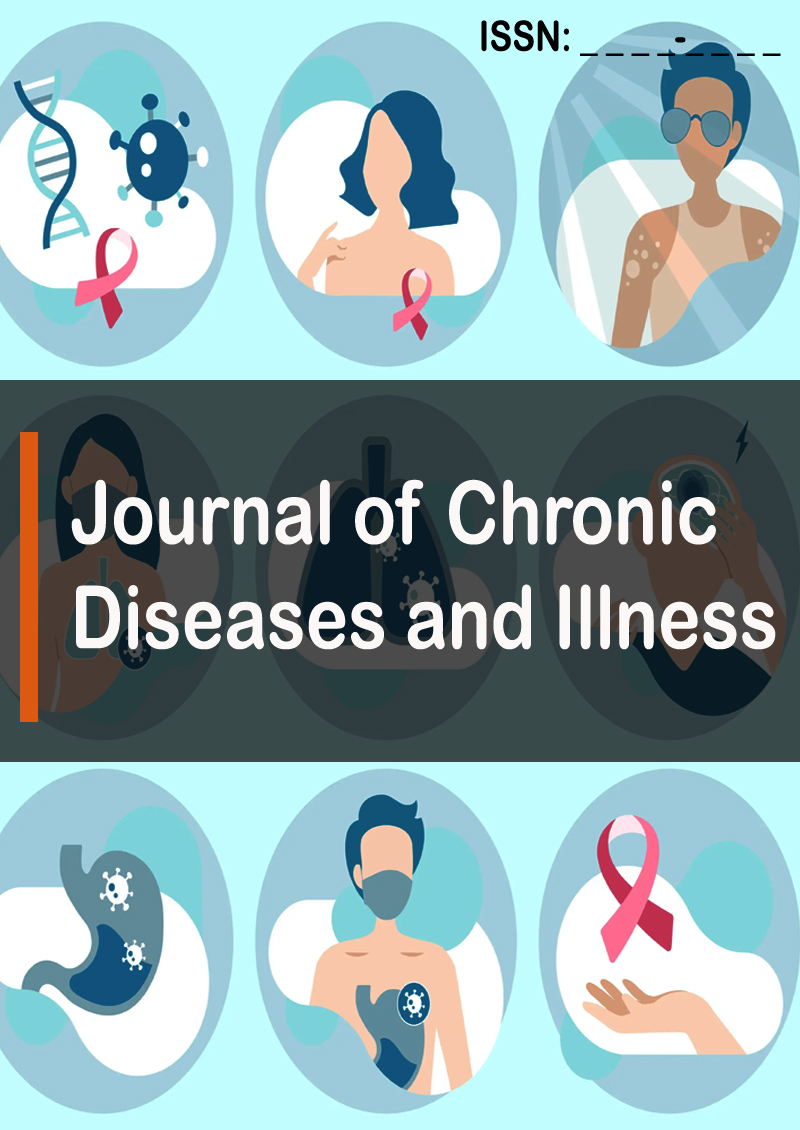 ISSN: _ _ _ _-_ _ _ _
Journal of Chronic
Diseases and Illness